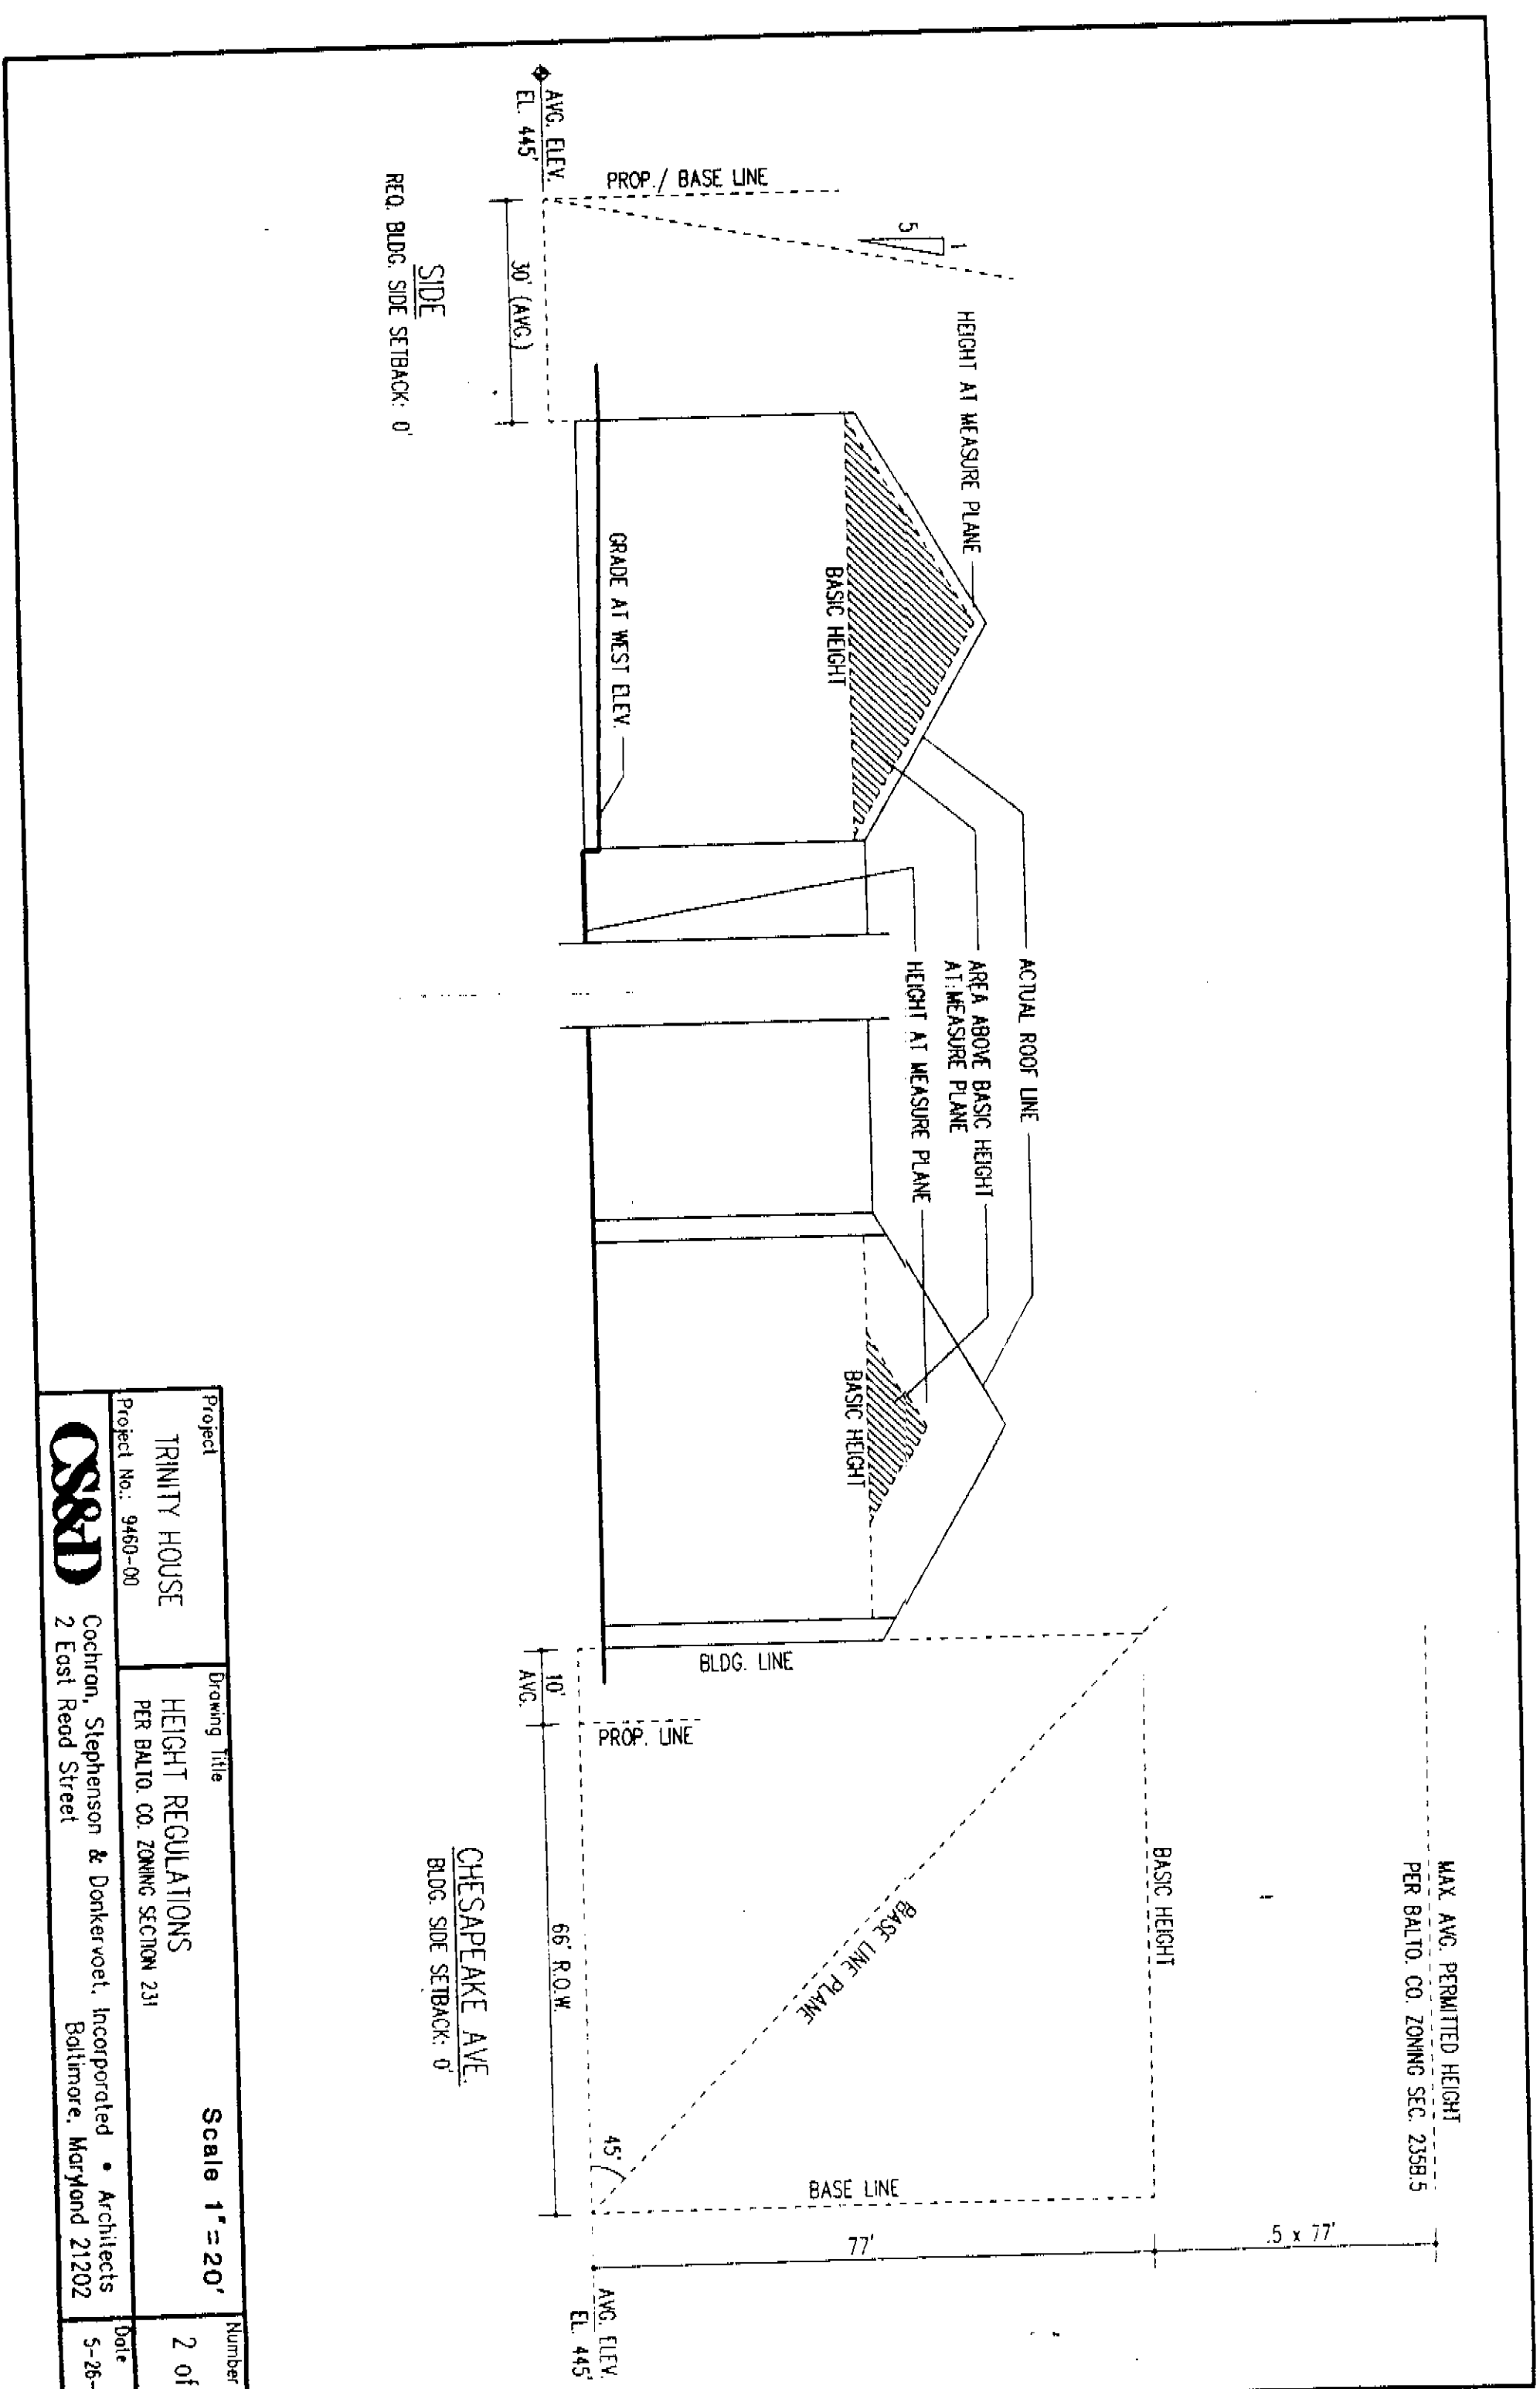 MAX. AVG. PERMITTED HEIGHT
PER BALTO. CO. ZONING SEC. 235B.5
.5 x 77'
BASIC HEIGHT
77'
BASE LINE
BASE LINE PLANE
45°
AVG. ELEV.
EL. 445'
ACTUAL ROOF LINE
AREA ABOVE BASIC HEIGHT
AT MEASURE PLANE
HEIGHT AT MEASURE PLANE
HEIGHT AT MEASURE PLANE
1
5
PROP./ BASE LINE
AVG. ELEV.
EL. 445'
BASIC HEIGHT
GRADE AT WEST ELEV.
BASIC HEIGHT
BLDG. LINE
PROP. LINE
30' (AVG.)
10'
AVG.
66' R.O.W.
SIDE
REQ. BLDG. SIDE SETBACK: 0'
CHESAPEAKE AVE.
BLDG. SIDE SETBACK: 0'
Project
TRINITY HOUSE
Project No.: 9460-00
Drawing Title
HEIGHT REGULATIONS
PER BALTO. CO. ZONING SECTION 231
Scale 1"=20'
Number
2 of
CS&D
Cochran, Stephenson & Donkervoet, Incorporated • Architects
2 East Read Street Baltimore, Maryland 21202
Date
5-26-